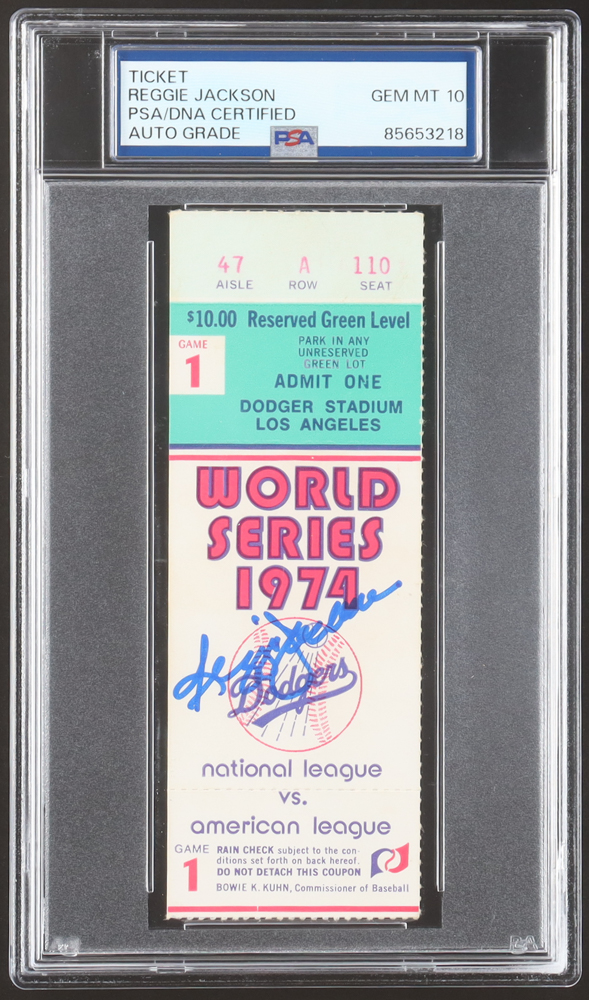 TICKET
REGGIE JACKSON GEM MT 10
PSA/DNA CERTIFIED
AUTO GRADE PSA 85653218
47 A 110
AISLE ROW SEAT
$10.00 Reserved Green Level
GAME
1
PARK IN ANY
UNRESERVED
GREEN LOT
ADMIT ONE
DODGER STADIUM
LOS ANGELES
WORLD
SERIES
1974
Reggie Jackson
Dodgers
national league
vs.
american league
GAME
1
RAIN CHECK subject to the con-
ditions set forth on back hereof.
DO NOT DETACH THIS COUPON
BOWIE K. KUHN, Commissioner of Baseball
PSA